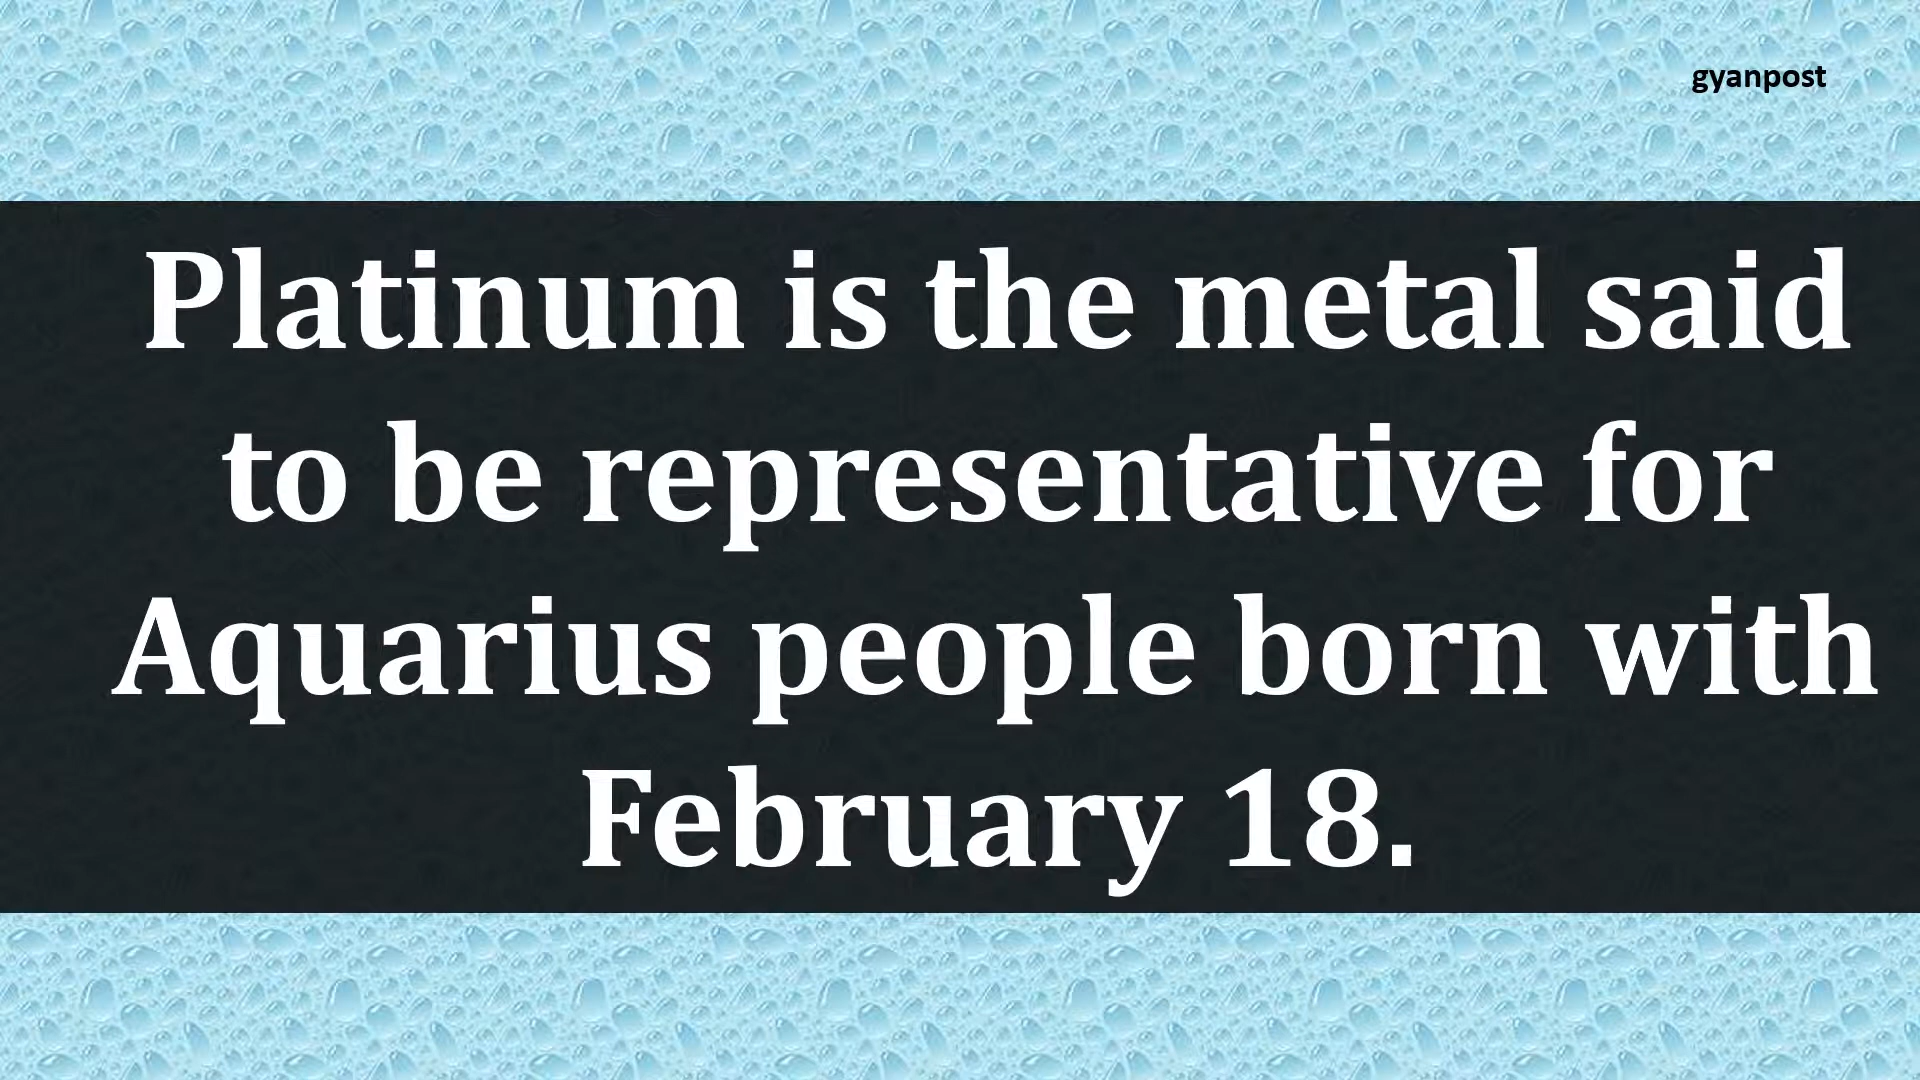 gyanpost
Platinum is the metal said
to be representative for
Aquarius people born with
February 18.